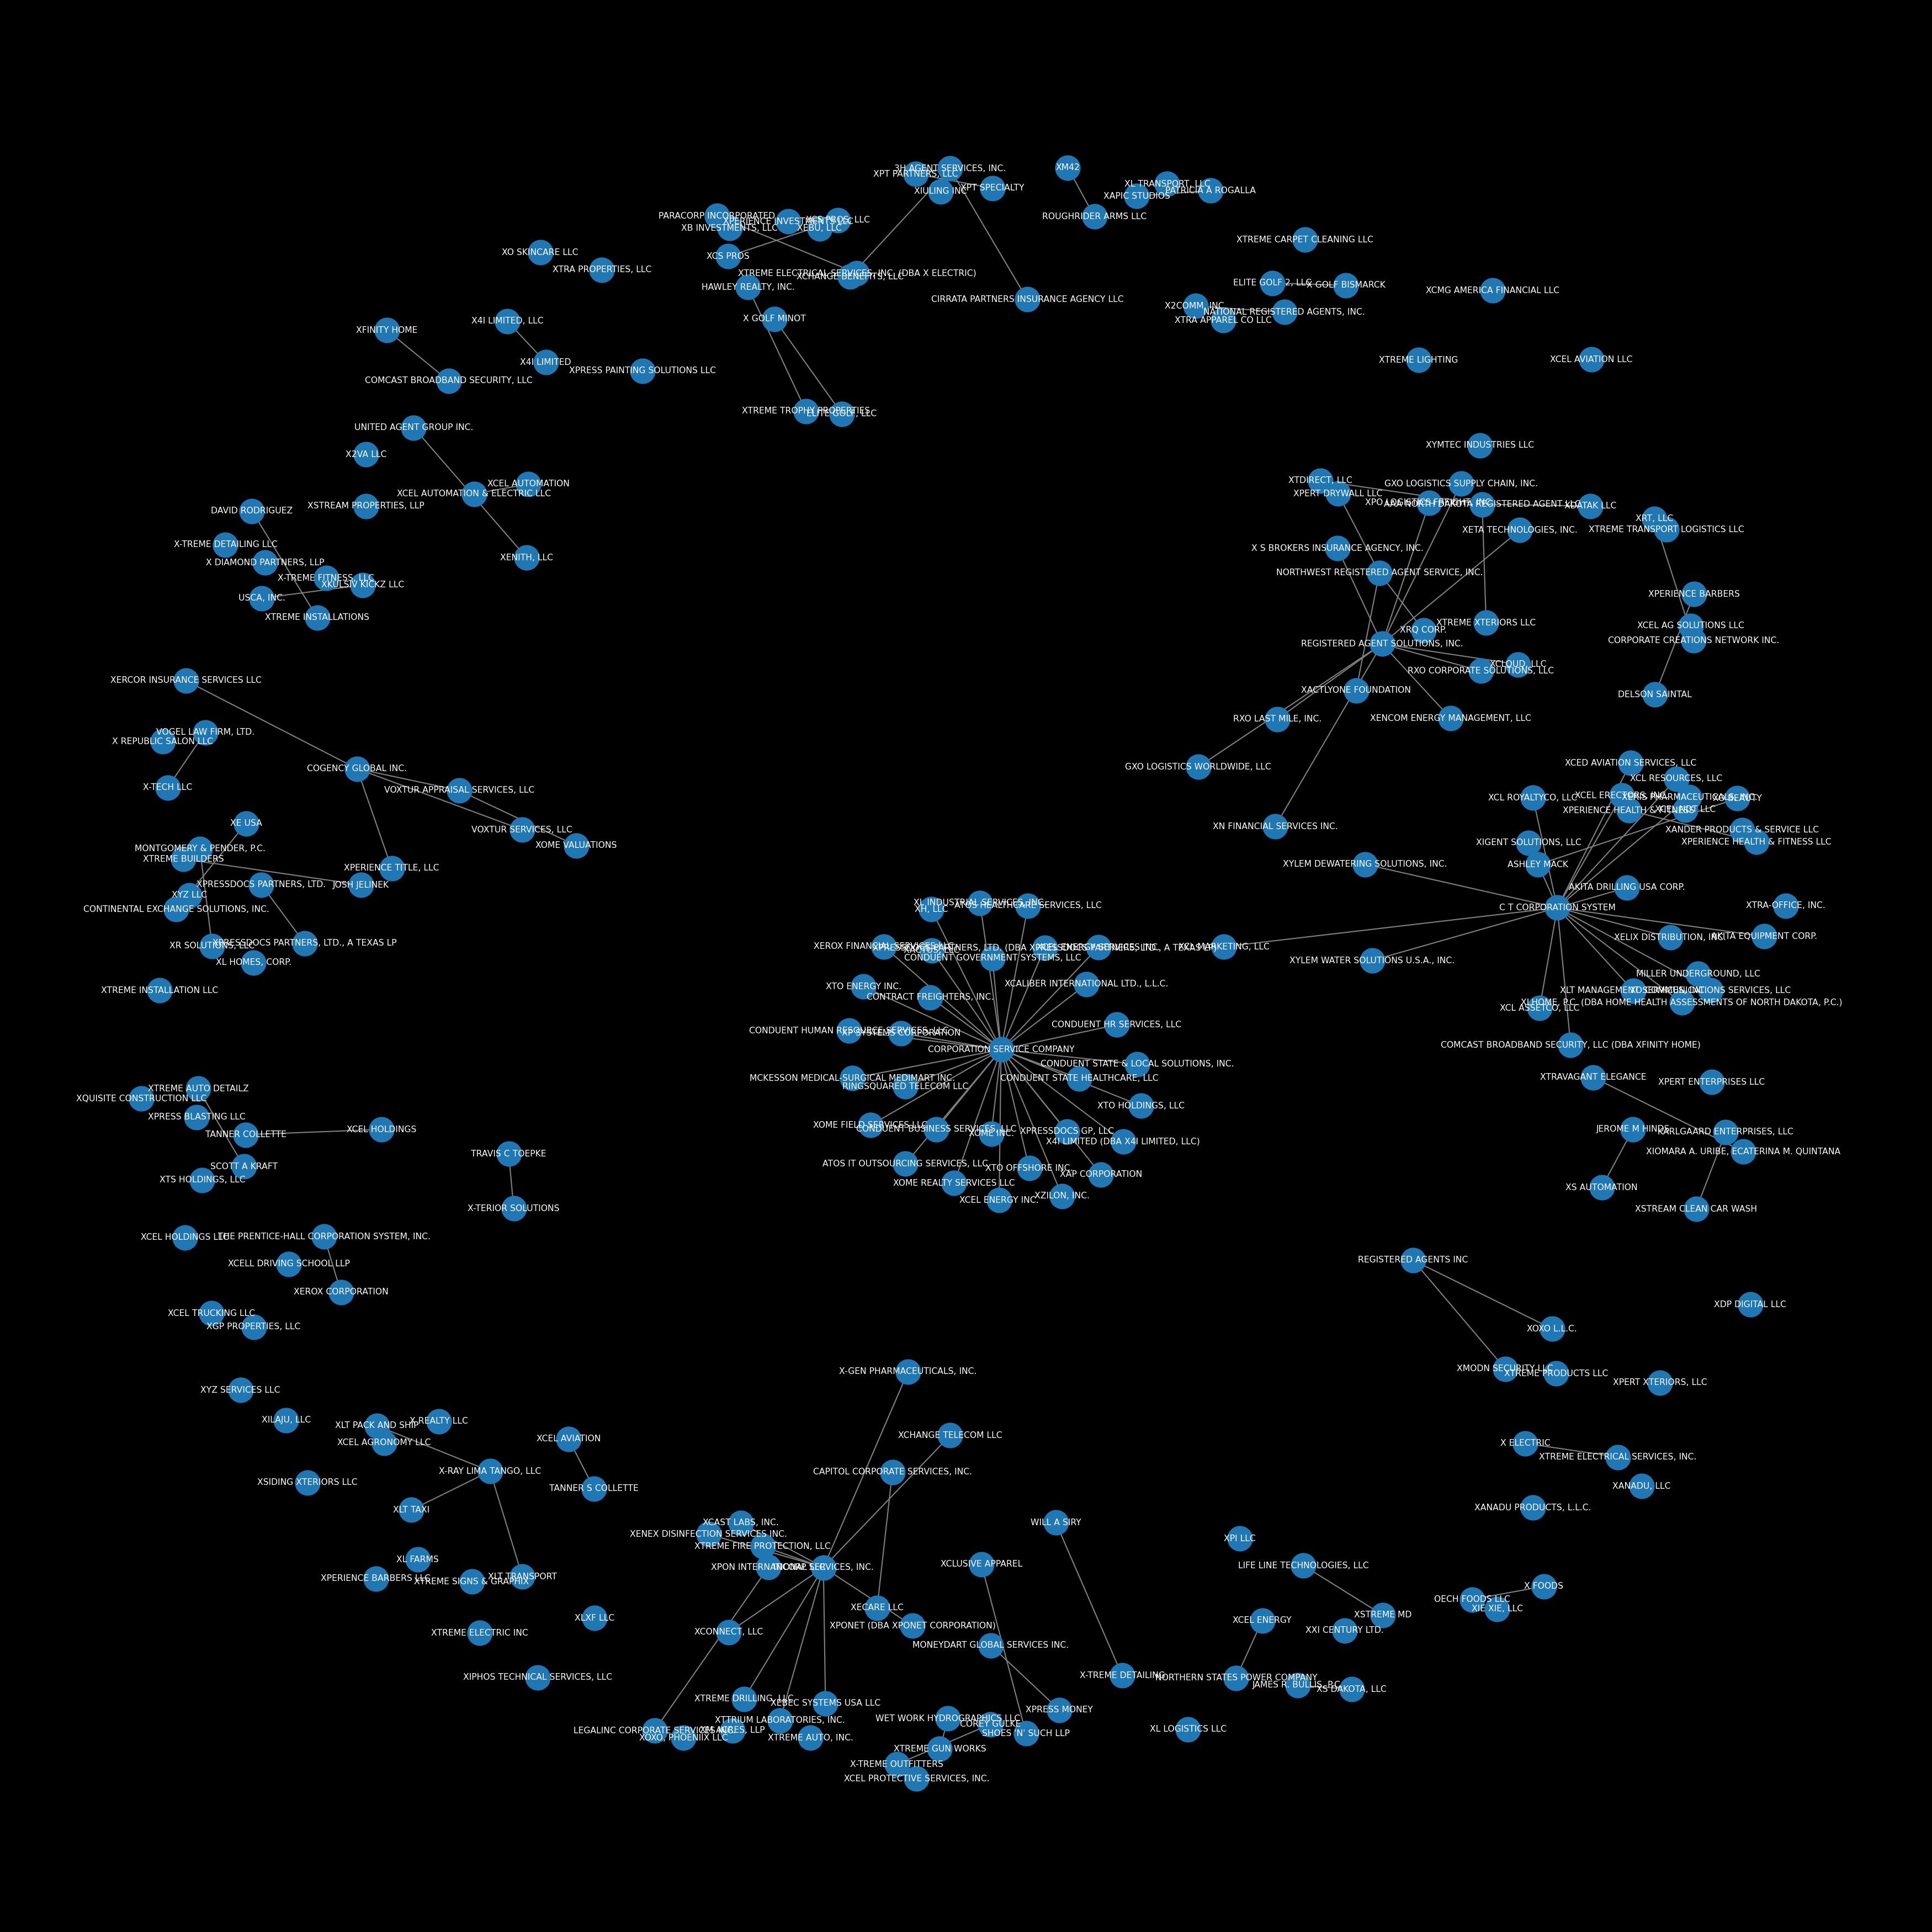 3H AGENT SERVICES, INC.
XPT PARTNERS, LLC
XIULING INC
XPT SPECIALTY
XM42
ROUGHRIDER ARMS LLC
XL TRANSPORT, LLC
XAPIC STUDIOS
PATRICIA A ROGALLA
PARACORP INCORPORATED
XPERIENCE INVESTMENTS LLC
XCS PROS, LLC
XB INVESTMENTS, LLC
XEBU, LLC
XCS PROS
XTREME CARPET CLEANING LLC
XO SKINCARE LLC
XTRA PROPERTIES, LLC
XTREME ELECTRICAL SERVICES, INC. (DBA X ELECTRIC)
XCHANGE BENEFITS, LLC
HAWLEY REALTY, INC.
CIRRATA PARTNERS INSURANCE AGENCY LLC
ELITE GOLF 2, LLC
X GOLF BISMARCK
XCMG AMERICA FINANCIAL LLC
X2COMM, INC.
NATIONAL REGISTERED AGENTS, INC.
XTRA APPAREL CO LLC
X GOLF MINOT
X4I LIMITED, LLC
XFINITY HOME
X4I LIMITED
XPRESS PAINTING SOLUTIONS LLC
COMCAST BROADBAND SECURITY, LLC
XTREME LIGHTING
XCEL AVIATION LLC
XTREME TROPHY PROPERTIES
ELITE GOLF, LLC
UNITED AGENT GROUP INC.
X2VA LLC
XCEL AUTOMATION
XCEL AUTOMATION & ELECTRIC LLC
XSTREAM PROPERTIES, LLP
XENITH, LLC
XYMTEC INDUSTRIES LLC
XTDIRECT, LLC
GXO LOGISTICS SUPPLY CHAIN, INC.
XPERT DRYWALL LLC
XPO LOGISTICS FREIGHT, INC.
AAA NORTH DAKOTA REGISTERED AGENT LLC
XDATAK LLC
XETA TECHNOLOGIES, INC.
XRT, LLC
XTREME TRANSPORT LOGISTICS LLC
X S BROKERS INSURANCE AGENCY, INC.
NORTHWEST REGISTERED AGENT SERVICE, INC.
XPERIENCE BARBERS
DAVID RODRIGUEZ
X-TREME DETAILING LLC
X DIAMOND PARTNERS, LLP
X-TREME FITNESS, LLC
XKULSIV KICKZ LLC
USCA, INC.
XTREME INSTALLATIONS
XTREME XTERIORS LLC
XRQ CORP.
XCEL AG SOLUTIONS LLC
CORPORATE CREATIONS NETWORK INC.
REGISTERED AGENT SOLUTIONS, INC.
XCLOUD, LLC
RXO CORPORATE SOLUTIONS, LLC
XACTLYONE FOUNDATION
DELSON SAINTAL
RXO LAST MILE, INC.
XENCOM ENERGY MANAGEMENT, LLC
GXO LOGISTICS WORLDWIDE, LLC
XN FINANCIAL SERVICES INC.
XERCOR INSURANCE SERVICES LLC
VOGEL LAW FIRM, LTD.
X REPUBLIC SALON LLC
X-TECH LLC
COGENCY GLOBAL INC.
VOXTUR APPRAISAL SERVICES, LLC
VOXTUR SERVICES, LLC
XOME VALUATIONS
XPERIENCE TITLE, LLC
XE USA
MONTGOMERY & PENDER, P.C.
XTREME BUILDERS
XPRESSDOCS PARTNERS, LTD.
JOSH JELINEK
XYZ LLC
CONTINENTAL EXCHANGE SOLUTIONS, INC.
XR SOLUTIONS, LLC
XPRESSDOCS PARTNERS, LTD., A TEXAS LP
XL HOMES, CORP.
XTREME INSTALLATION LLC
XCED AVIATION SERVICES, LLC
XCL RESOURCES, LLC
XCL ROYALTYCO, LLC
XCEL ERECTORS, INC.
XERIS PHARMACEUTICALS, INC.
XO BEAUTY
XPERIENCE HEALTH & FITNESS
XANDER PRODUCTS & SERVICE LLC
XPERIENCE HEALTH & FITNESS LLC
XIGENT SOLUTIONS, LLC
ASHLEY MACK
XYLEM DEWATERING SOLUTIONS, INC.
AKITA DRILLING USA CORP.
C T CORPORATION SYSTEM
XTRA-OFFICE, INC.
XELIX DISTRIBUTION, INC.
AKITA EQUIPMENT CORP.
XCL MARKETING, LLC
XYLEM WATER SOLUTIONS U.S.A., INC.
MILLER UNDERGROUND, LLC
XLT MANAGEMENT SERVICES, INC.
XO COMMUNICATIONS SERVICES, LLC
XLHOME, P.C. (DBA HOME HEALTH ASSESSMENTS OF NORTH DAKOTA, P.C.)
XCL ASSETCO, LLC
COMCAST BROADBAND SECURITY, LLC (DBA XFINITY HOME)
XL INDUSTRIAL SERVICES, INC.
XH, LLC
ATOS HEALTHCARE SERVICES, LLC
XEROX FINANCIAL SERVICES LLC
CONDUENT GOVERNMENT SYSTEMS, LLC
XTO ENERGY INC.
XCALIBER INTERNATIONAL LTD., L.L.C.
CONTRACT FREIGHTERS, INC.
CONDUENT HR SERVICES, LLC
CONDUENT HUMAN RESOURCE SERVICES, LLC
XP SYSTEMS CORPORATION
CORPORATION SERVICE COMPANY
CONDUENT STATE & LOCAL SOLUTIONS, INC.
MCKESSON MEDICAL-SURGICAL MEDIMART INC.
RINGSQUARED TELECOM LLC
CONDUENT STATE HEALTHCARE, LLC
XTO HOLDINGS, LLC
XOME FIELD SERVICES LLC
CONDUENT BUSINESS SERVICES, LLC
XOME INC.
XPRESSDOCS GP, LLC
X4I LIMITED (DBA X4I LIMITED, LLC)
ATOS IT OUTSOURCING SERVICES, LLC
XTO OFFSHORE INC.
XAP CORPORATION
XOME REALTY SERVICES LLC
XCEL ENERGY INC.
XZILON, INC.
XTRAVAGANT ELEGANCE
XPERT ENTERPRISES LLC
JEROME M HINDS
KARLGAARD ENTERPRISES, LLC
XIOMARA A. URIBE, ECATERINA M. QUINTANA
XS AUTOMATION
XSTREAM CLEAN CAR WASH
XTREME AUTO DETAILZ
XQUISITE CONSTRUCTION LLC
XPRESS BLASTING LLC
TANNER COLLETTE
XCEL HOLDINGS
SCOTT A KRAFT
XTS HOLDINGS, LLC
TRAVIS C TOEPKE
X-TERIOR SOLUTIONS
XCEL HOLDINGS LLC
THE PRENTICE-HALL CORPORATION SYSTEM, INC.
XCELL DRIVING SCHOOL LLP
XEROX CORPORATION
XCEL TRUCKING LLC
XGP PROPERTIES, LLC
REGISTERED AGENTS INC
XDP DIGITAL LLC
XOXO L.L.C.
XMODN SECURITY LLC
XTREME PRODUCTS LLC
XPERT XTERIORS, LLC
X ELECTRIC
XTREME ELECTRICAL SERVICES, INC.
XANADU, LLC
XANADU PRODUCTS, L.L.C.
XYZ SERVICES LLC
XILAJU, LLC
XLT PACK AND SHIP
X-REALTY LLC
XCEL AGRONOMY LLC
XCEL AVIATION
X-RAY LIMA TANGO, LLC
XSIDING XTERIORS LLC
TANNER S COLLETTE
XLT TAXI
XL FARMS
XPERIENCE BARBERS LLC
XTREME SIGNS & GRAPHIX
XLT TRANSPORT
XLXF LLC
XTREME ELECTRIC INC
XIPHOS TECHNICAL SERVICES, LLC
X-GEN PHARMACEUTICALS, INC.
XCHANGE TELECOM LLC
CAPITOL CORPORATE SERVICES, INC.
XCAST LABS, INC.
XENEX DISINFECTION SERVICES INC.
XTREME FIRE PROTECTION, LLC
XPON INTERNATIONAL LLC
INCORP SERVICES, INC.
XECARE LLC
XPONET (DBA XPONET CORPORATION)
XCONNECT, LLC
XTREME DRILLING, LLC
XEBEC SYSTEMS USA LLC
XTTRIUM LABORATORIES, INC.
LEGALINC CORPORATE SERVICES INC.
XOXO, PHOENIIX LLC
XM ACRES, LLP
XTREME AUTO, INC.
WILL A SIRY
XCLUSIVE APPAREL
MONEYDART GLOBAL SERVICES INC.
X-TREME DETAILING
XPRESS MONEY
WET WORK HYDROGRAPHICS LLC
COREY GULKE
SHOES 'N' SUCH LLP
XTREME GUN WORKS
X-TREME OUTFITTERS
XCEL PROTECTIVE SERVICES, INC.
XPI LLC
LIFE LINE TECHNOLOGIES, LLC
XSTREME MD
XCEL ENERGY
XXI CENTURY LTD.
X FOODS
OECH FOODS LLC
XIE XIE, LLC
NORTHERN STATES POWER COMPANY
JAMES R. BULLIS, P.C.
XS DAKOTA, LLC
XL LOGISTICS LLC